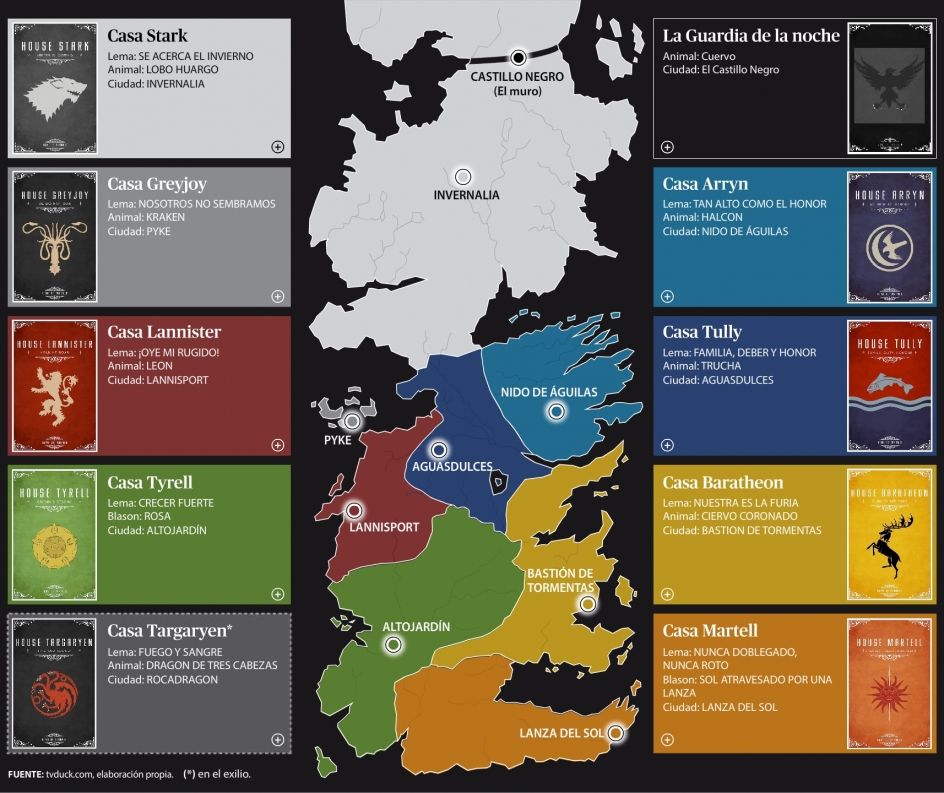 HOUSE STARK
Casa Stark
Lema: SE ACERCA EL INVIERNO
Animal: LOBO HUARGO
Ciudad: INVERNALIA
HOUSE GREYJOY
Casa Greyjoy
Lema: NOSOTROS NO SEMBRAMOS
Animal: KRAKEN
Ciudad: PYKE
HOUSE LANNISTER
Casa Lannister
Lema: ¡OYE MI RUGIDO!
Animal: LEON
Ciudad: LANNISPORT
HOUSE TYRELL
Casa Tyrell
Lema: CRECER FUERTE
Blason: ROSA
Ciudad: ALTOJARDÍN
HOUSE TARGARYEN
Casa Targaryen*
Lema: FUEGO Y SANGRE
Animal: DRAGON DE TRES CABEZAS
Ciudad: ROCADRAGON
CASTILLO NEGRO
(El muro)
INVERNALIA
NIDO DE ÁGUILAS
PYKE
AGUASDULCES
LANNISPORT
BASTIÓN DE
TORMENTAS
ALTOJARDÍN
LANZA DEL SOL
La Guardia de la noche
Animal: Cuervo
Ciudad: El Castillo Negro
Casa Arryn
Lema: TAN ALTO COMO EL HONOR
Animal: HALCON
Ciudad: NIDO DE ÁGUILAS
HOUSE ARRYN
Casa Tully
Lema: FAMILIA, DEBER Y HONOR
Animal: TRUCHA
Ciudad: AGUASDULCES
HOUSE TULLY
Casa Baratheon
Lema: NUESTRA ES LA FURIA
Animal: CIERVO CORONADO
Ciudad: BASTION DE TORMENTAS
HOUSE BARATHEON
Casa Martell
Lema: NUNCA DOBLEGADO,
NUNCA ROTO
Blason: SOL ATRAVESADO POR UNA
LANZA
Ciudad: LANZA DEL SOL
HOUSE MARTELL
FUENTE: tvduck.com, elaboración propia. (*) en el exilio.